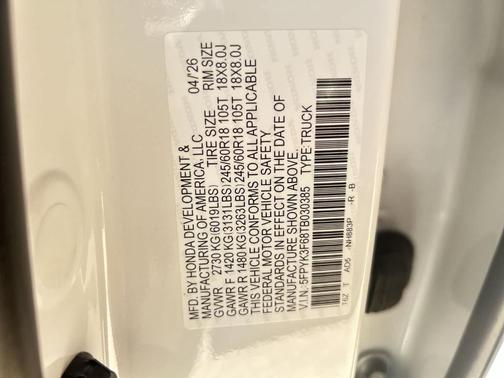 MFD. BY HONDA DEVELOPMENT & 04/26
MANUFACTURING OF AMERICA, LLC
TIRE SIZE RIM SIZE
GVWR 2730 KG(6019LBS)
GAWR F 1420 KG(3131LBS)245/60R18 105T 18X8.0J
GAWR R 1480 KG(3263LBS)245/60R18 105T 18X8.0J
THIS VEHICLE CONFORMS TO ALL APPLICABLE
FEDERAL MOTOR VEHICLE SAFETY
STANDARDS IN EFFECT ON THE DATE OF
MANUFACTURE SHOWN ABOVE.
V.I.N.:5FPYK3F68TB030385 TYPE:TRUCK
T6Z T AD5 NH883P -R -B